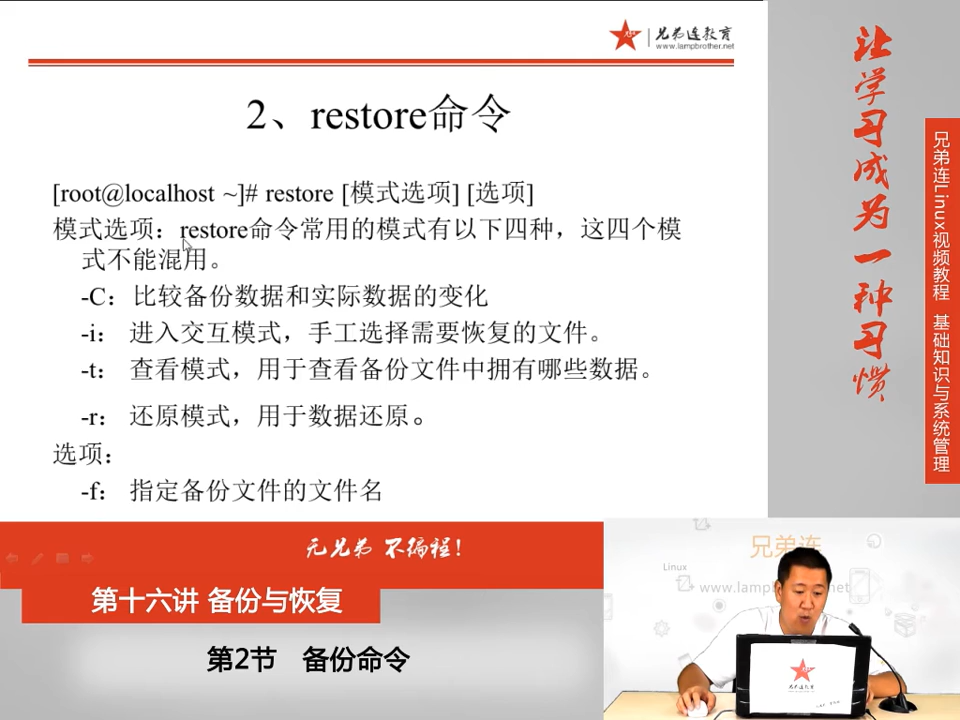 兄弟连教育
www.lampbrother.net
2、restore命令
[root@localhost ~]# restore [模式选项] [选项]
模式选项：restore命令常用的模式有以下四种，这四个模
式不能混用。
-C：比较备份数据和实际数据的变化
-i： 进入交互模式，手工选择需要恢复的文件。
-t： 查看模式，用于查看备份文件中拥有哪些数据。
-r： 还原模式，用于数据还原。
选项：
-f： 指定备份文件的文件名
让学习成为一种习惯
兄弟连Linux视频教程 基础知识与系统管理
无兄弟 不编程！
第十六讲 备份与恢复
第2节 备份命令
兄弟连
Linux
www.lamp
net
兄弟连教育